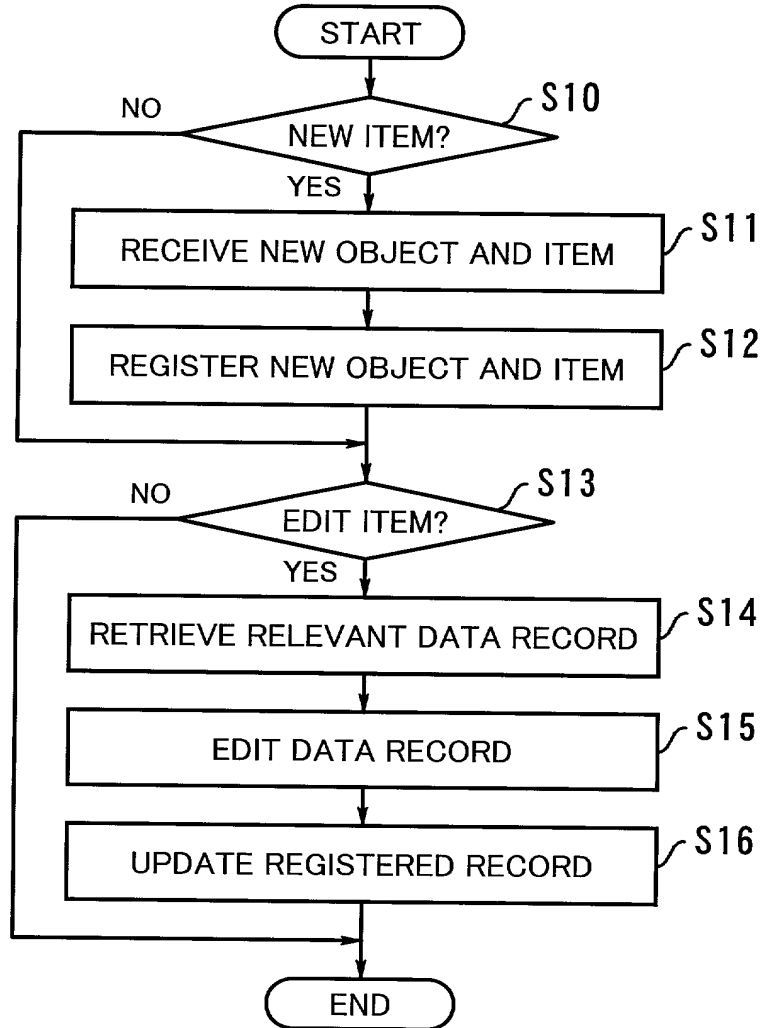 START
S10
NO
NEW ITEM?
YES
S11
RECEIVE NEW OBJECT AND ITEM
S12
REGISTER NEW OBJECT AND ITEM
S13
NO
EDIT ITEM?
YES
S14
RETRIEVE RELEVANT DATA RECORD
S15
EDIT DATA RECORD
S16
UPDATE REGISTERED RECORD
END